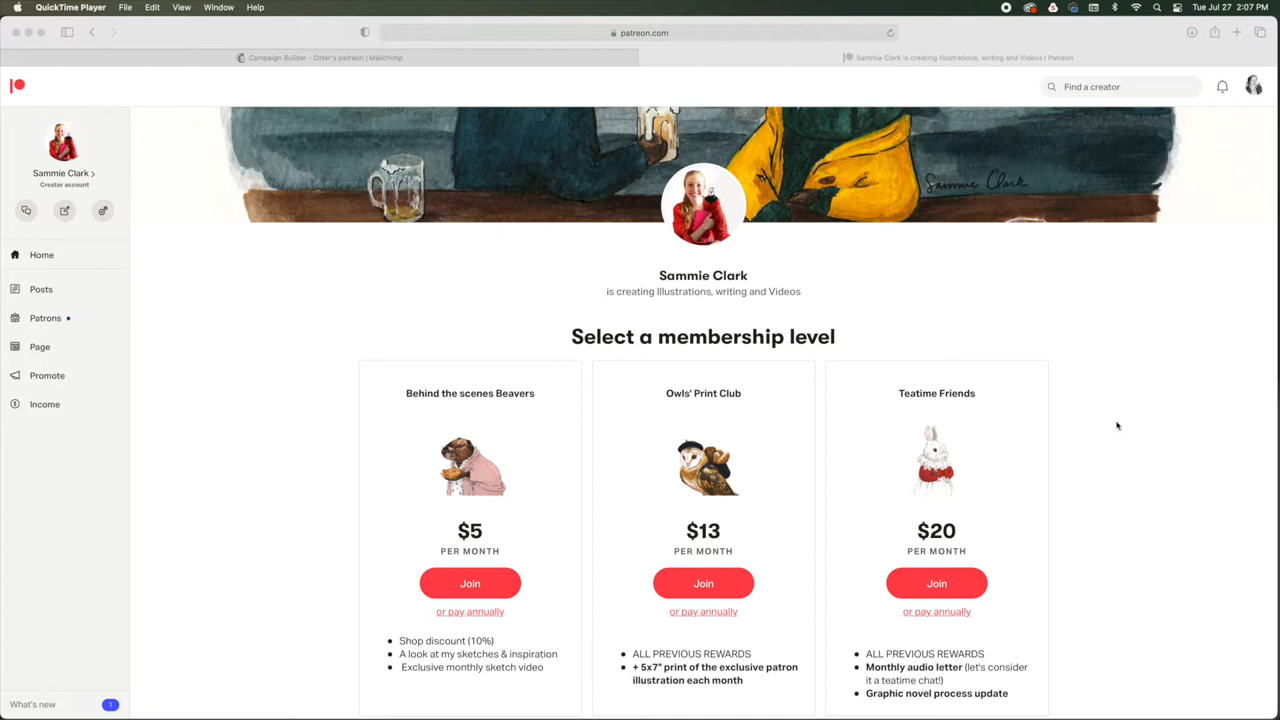 QuickTime Player File Edit View Window Help
Tue Jul 27 2:07 PM
patreon.com
Campaign Builder - Otter's patreon | Mailchimp
Sammie Clark is creating Illustrations, writing and Videos | Patreon
Find a creator
Sammie Clark
Sammie Clark
Creator account
Home
Posts
Patrons
Page
Promote
Income
What's new
1
Sammie Clark
is creating Illustrations, writing and Videos
Select a membership level
Behind the scenes Beavers
$5
PER MONTH
Join
or pay annually
Shop discount (10%)
A look at my sketches & inspiration
Exclusive monthly sketch video
Owls' Print Club
$13
PER MONTH
Join
or pay annually
ALL PREVIOUS REWARDS
+ 5x7" print of the exclusive patron
illustration each month
Teatime Friends
$20
PER MONTH
Join
or pay annually
ALL PREVIOUS REWARDS
Monthly audio letter (let's consider
it a teatime chat!)
Graphic novel process update